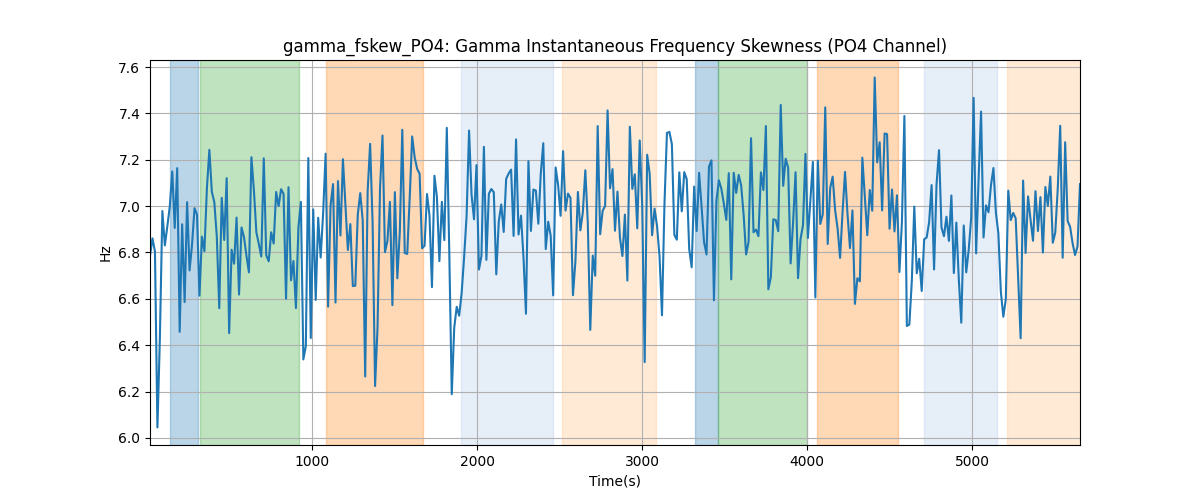 gamma_fskew_PO4: Gamma Instantaneous Frequency Skewness (PO4 Channel)
7.6
7.4
7.2
7.0
6.8
6.6
6.4
6.2
6.0
Hz
1000 2000 3000 4000 5000
Time(s)